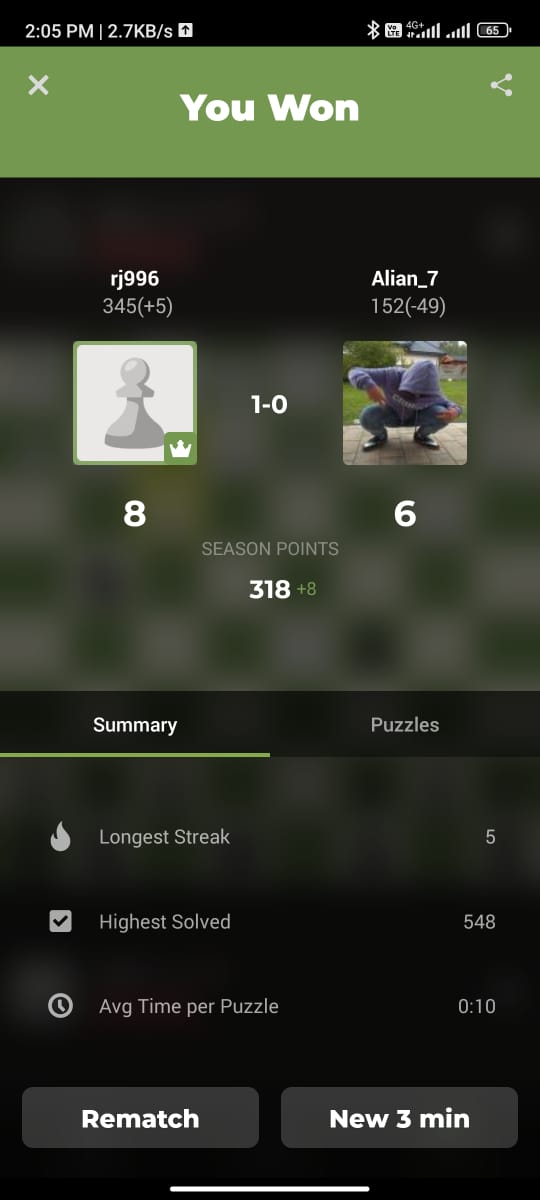 2:05 PM | 2.7KB/s
Vo LTE 4G+ 65
You Won
rj996 Alian_7
345(+5) 152(-49)
1-0
8 6
SEASON POINTS
318 +8
Summary Puzzles
Longest Streak 5
Highest Solved 548
Avg Time per Puzzle 0:10
Rematch New 3 min